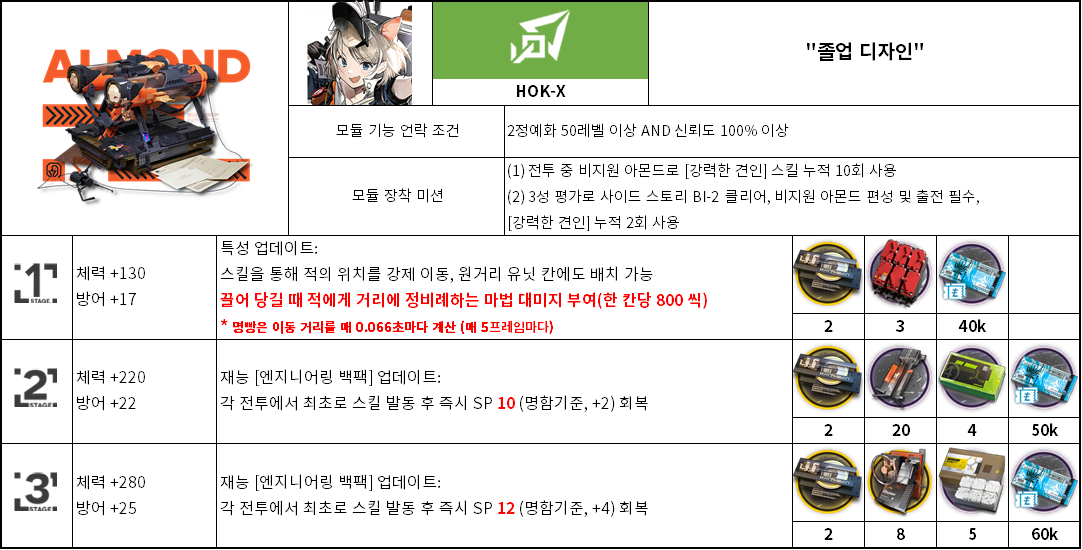 ALMOND
HOK-X
"졸업 디자인"
모듈 기능 언락 조건
2정예화 50레벨 이상 AND 신뢰도 100% 이상
모듈 장착 미션
(1) 전투 중 비지원 아몬드로 [강력한 견인] 스킬 누적 10회 사용
(2) 3성 평가로 사이드 스토리 BI-2 클리어, 비지원 아몬드 편성 및 출전 필수,
[강력한 견인] 누적 2회 사용
1
STAGE
체력 +130
방어 +17
특성 업데이트:
스킬을 통해 적의 위치를 강제 이동, 원거리 유닛 칸에도 배치 가능
끌어 당길 때 적에게 거리에 정비례하는 마법 대미지 부여(한 칸당 800 씩)
* 명빵은 이동 거리를 매 0.066초마다 계산 (매 5프레임마다)
2
3
40k
2
STAGE
체력 +220
방어 +22
재능 [엔지니어링 백팩] 업데이트:
각 전투에서 최초로 스킬 발동 후 즉시 SP 10 (명함기준, +2) 회복
2
20
4
50k
3
STAGE
체력 +280
방어 +25
재능 [엔지니어링 백팩] 업데이트:
각 전투에서 최초로 스킬 발동 후 즉시 SP 12 (명함기준, +4) 회복
2
8
5
60k